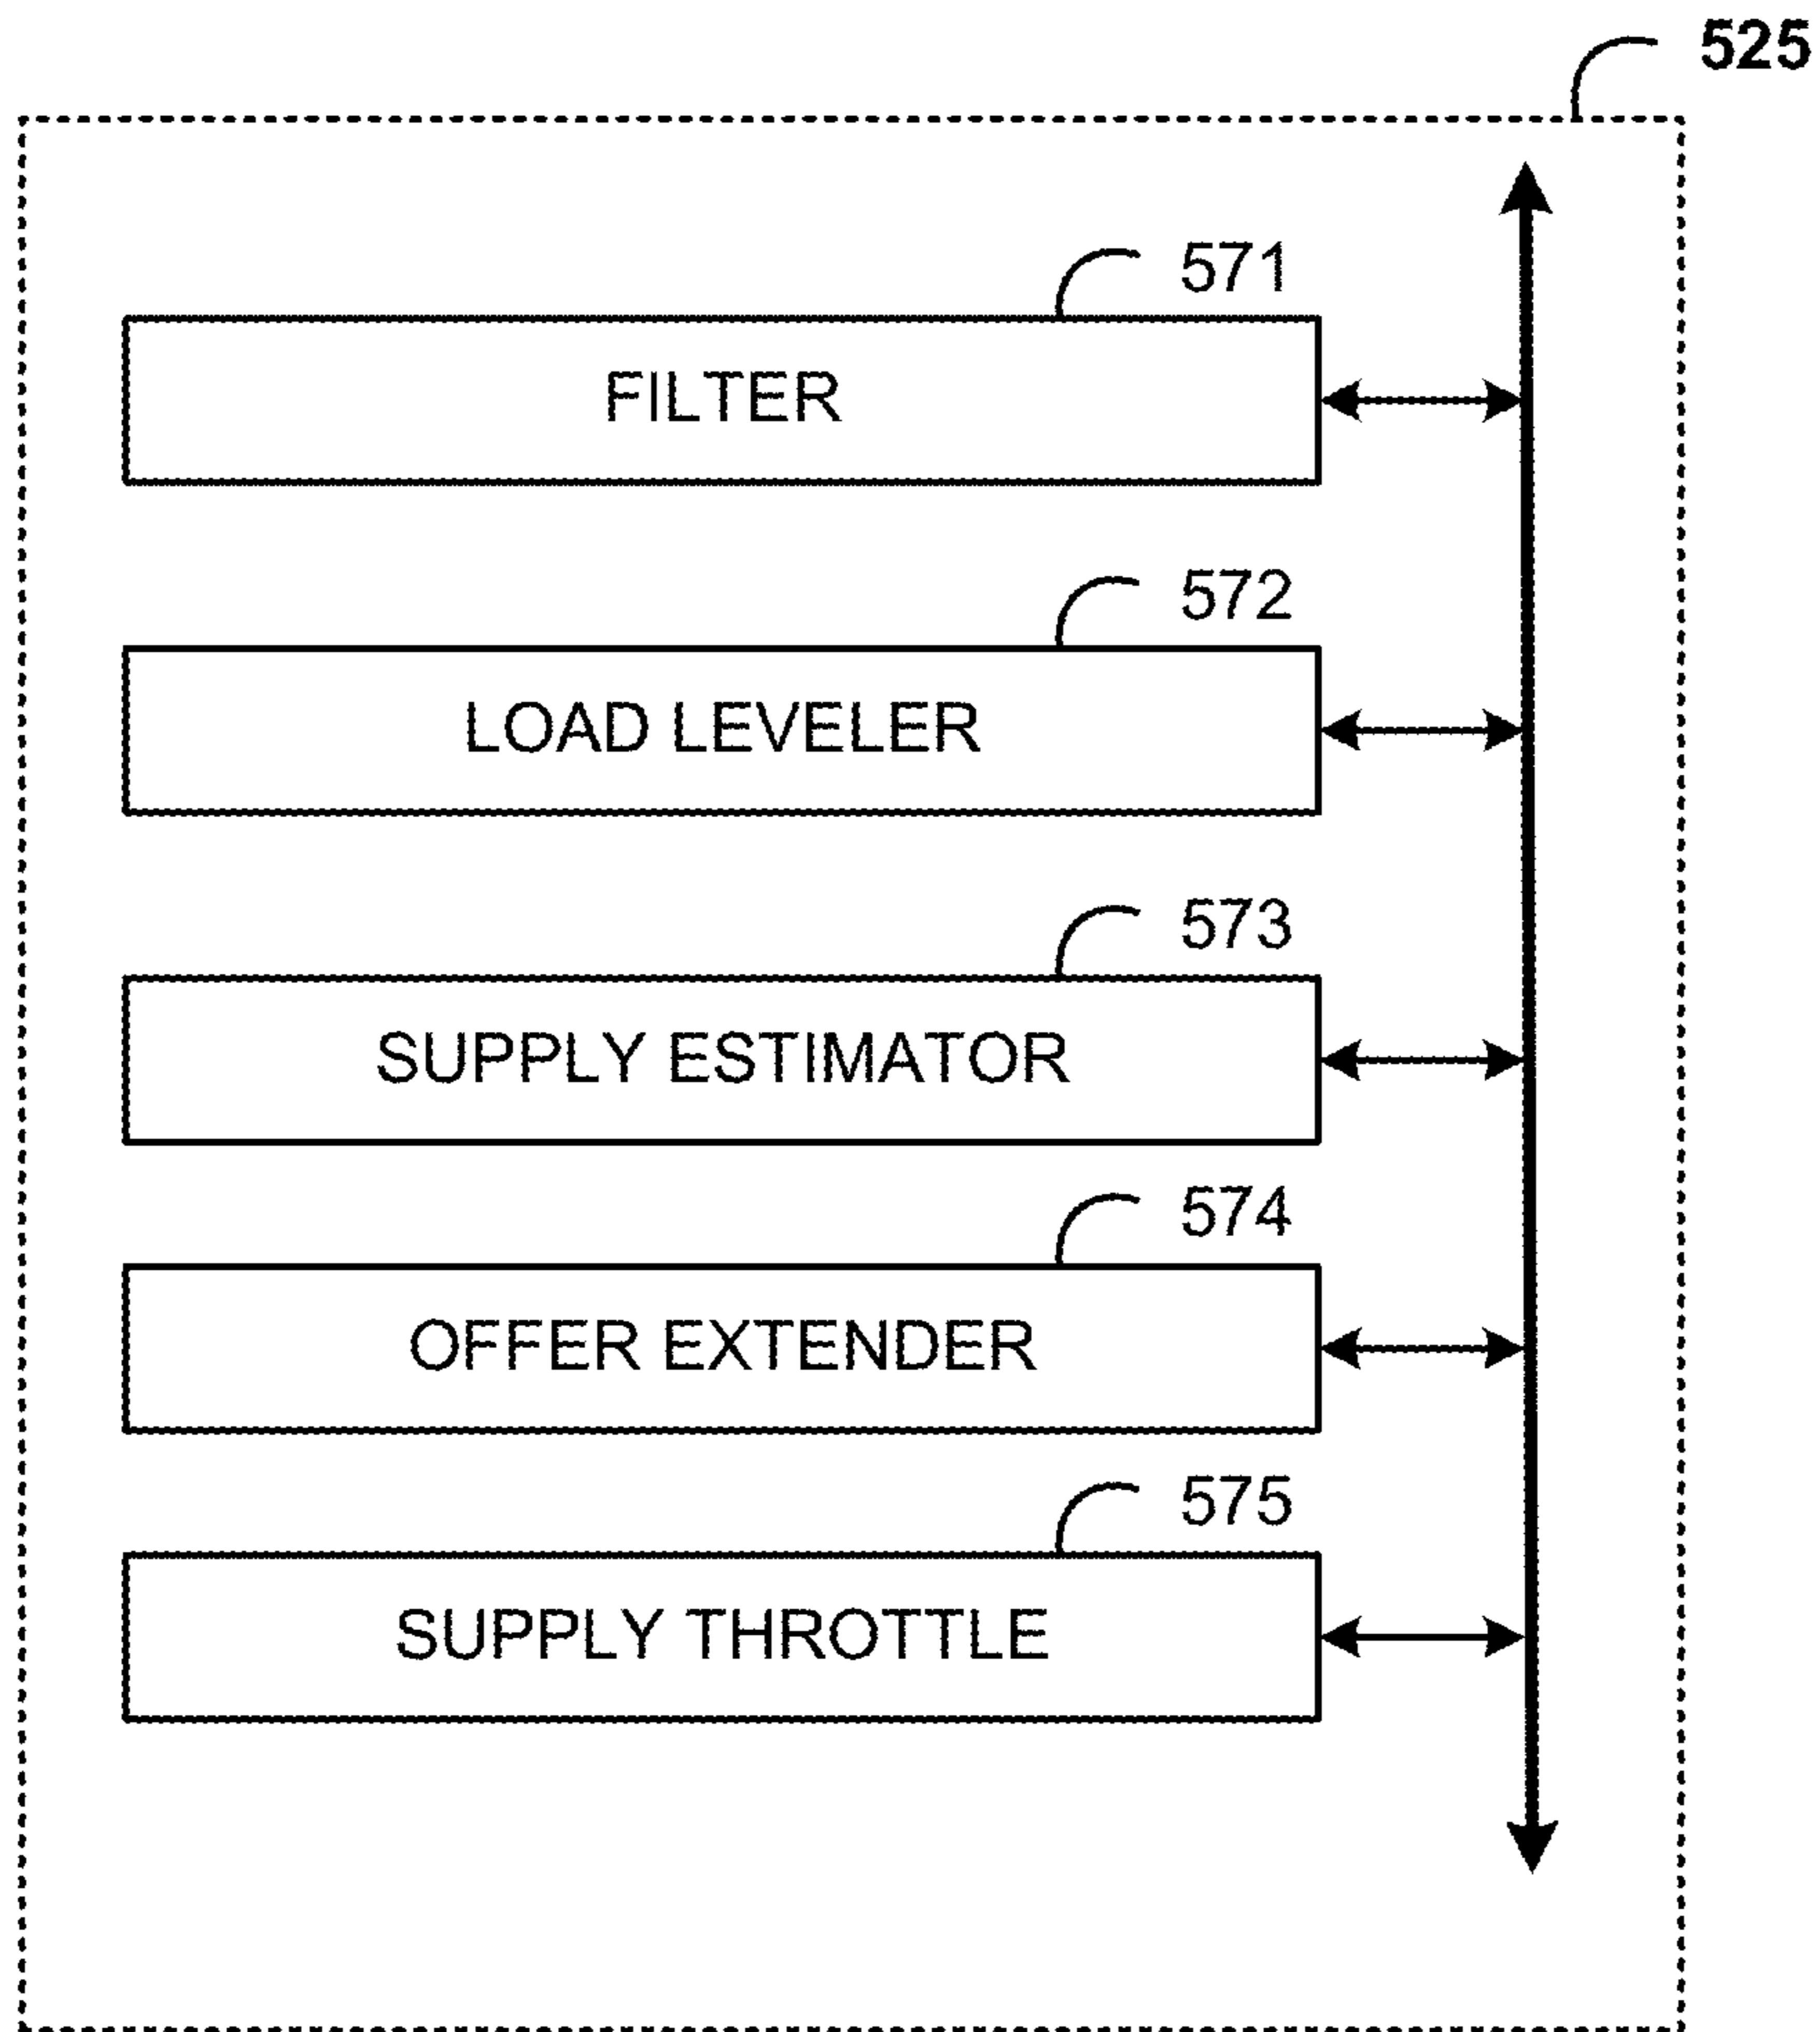 525
571
FILTER
572
LOAD LEVELER
573
SUPPLY ESTIMATOR
574
OFFER EXTENDER
575
SUPPLY THROTTLE